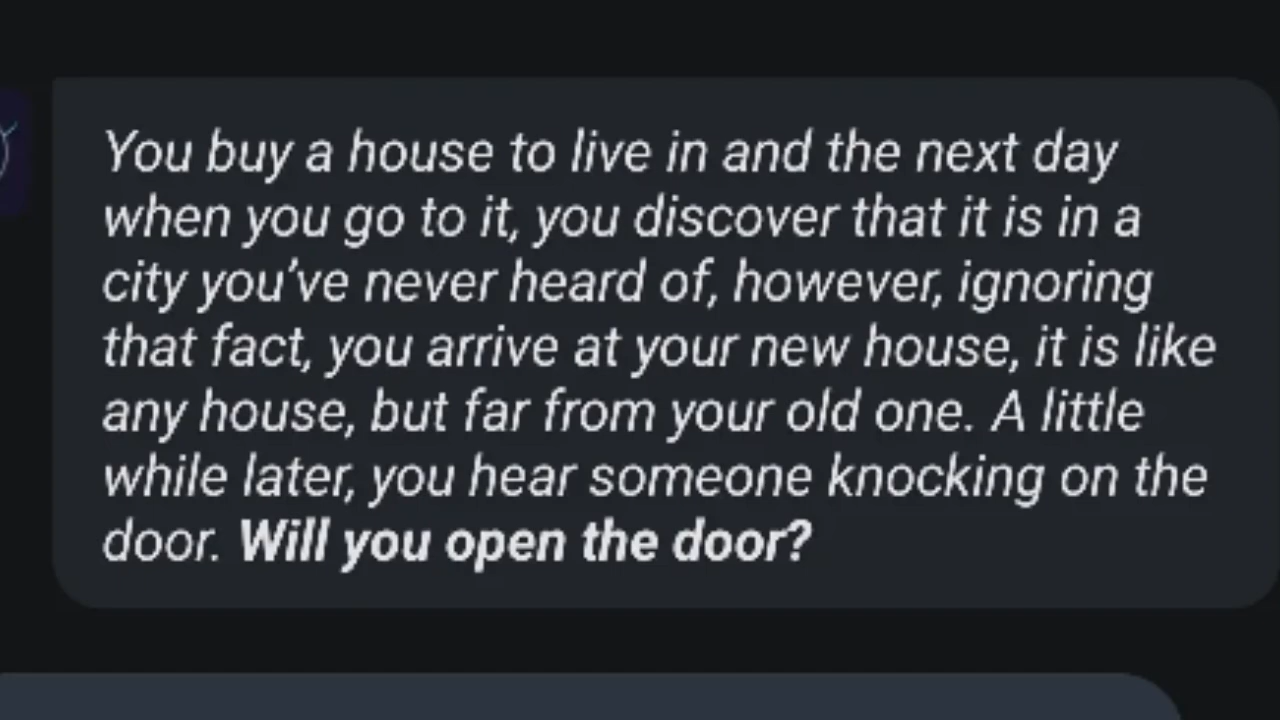 You buy a house to live in and the next day
when you go to it, you discover that it is in a
city you've never heard of, however, ignoring
that fact, you arrive at your new house, it is like
any house, but far from your old one. A little
while later, you hear someone knocking on the
door. Will you open the door?